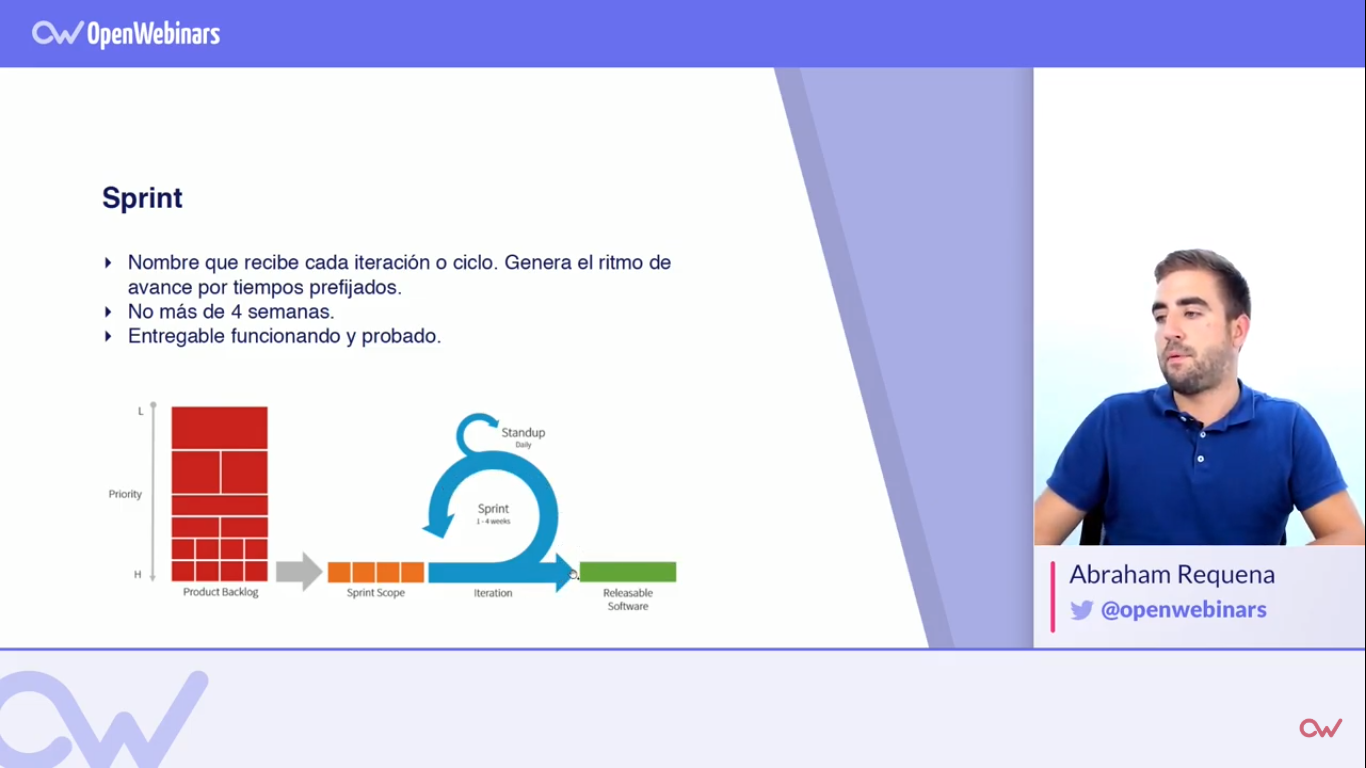 OpenWebinars
Sprint
Nombre que recibe cada iteración o ciclo. Genera el ritmo de
avance por tiempos prefijados.
No más de 4 semanas.
Entregable funcionando y probado.
L
Priority
H
Product Backlog
Sprint Scope
Standup
Daily
Sprint
1 - 4 weeks
Iteration
Releasable
Software
Abraham Requena
@openwebinars